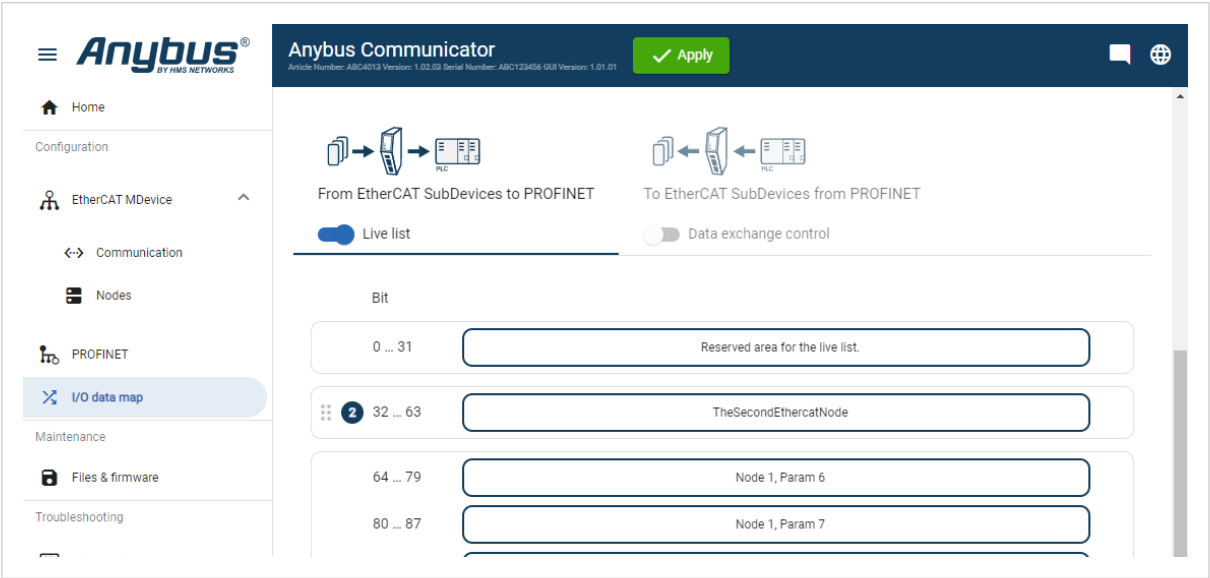 Anybus®
BY HMS NETWORKS
Anybus Communicator
Article Number: ABC4013 Version: 1.02.03 Serial Number: ABC123456 GUI Version: 1.01.01
Apply
Home
Configuration
EtherCAT MDevice
Communication
Nodes
PROFINET
I/O data map
Maintenance
Files & firmware
Troubleshooting
PLC
PLC
From EtherCAT SubDevices to PROFINET
To EtherCAT SubDevices from PROFINET
Live list
Data exchange control
Bit
0 ... 31
Reserved area for the live list.
2
32 ... 63
TheSecondEthercatNode
64 ... 79
Node 1, Param 6
80 ... 87
Node 1, Param 7